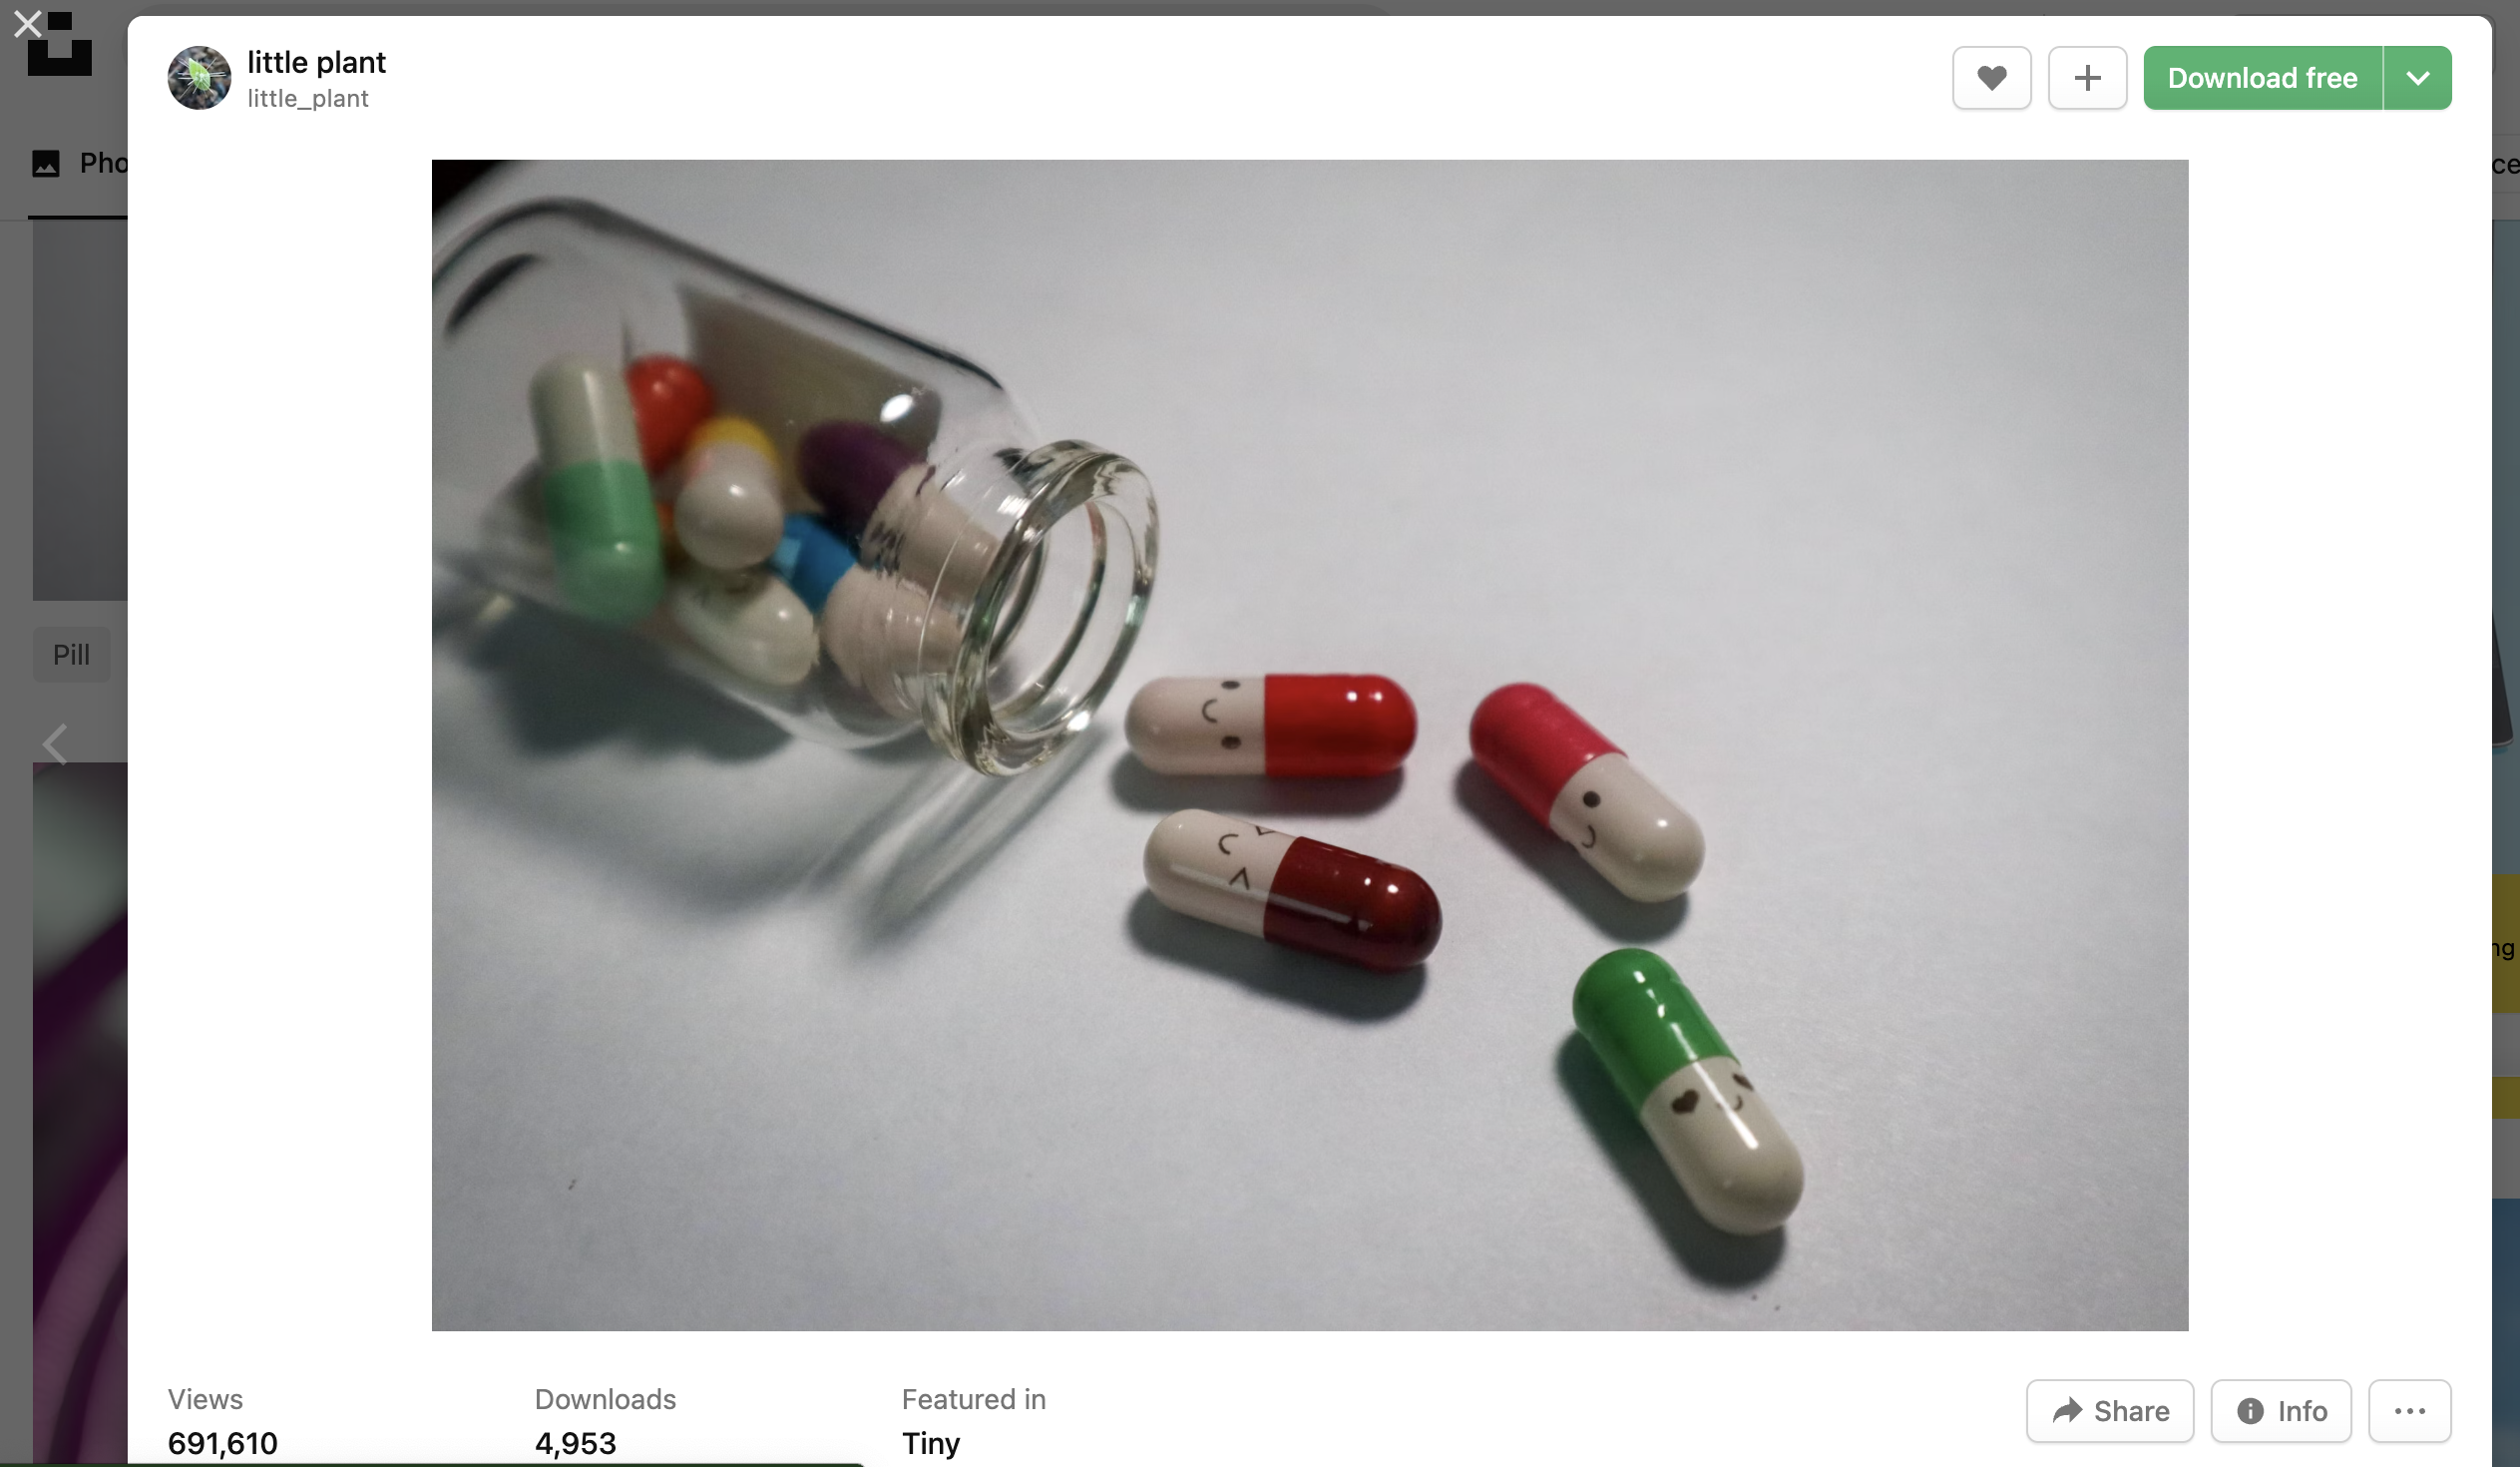 little plant
little_plant
Download free
Pho
ce
Pill
ng
Views
691,610
Downloads
4,953
Featured in
Tiny
Share
Info